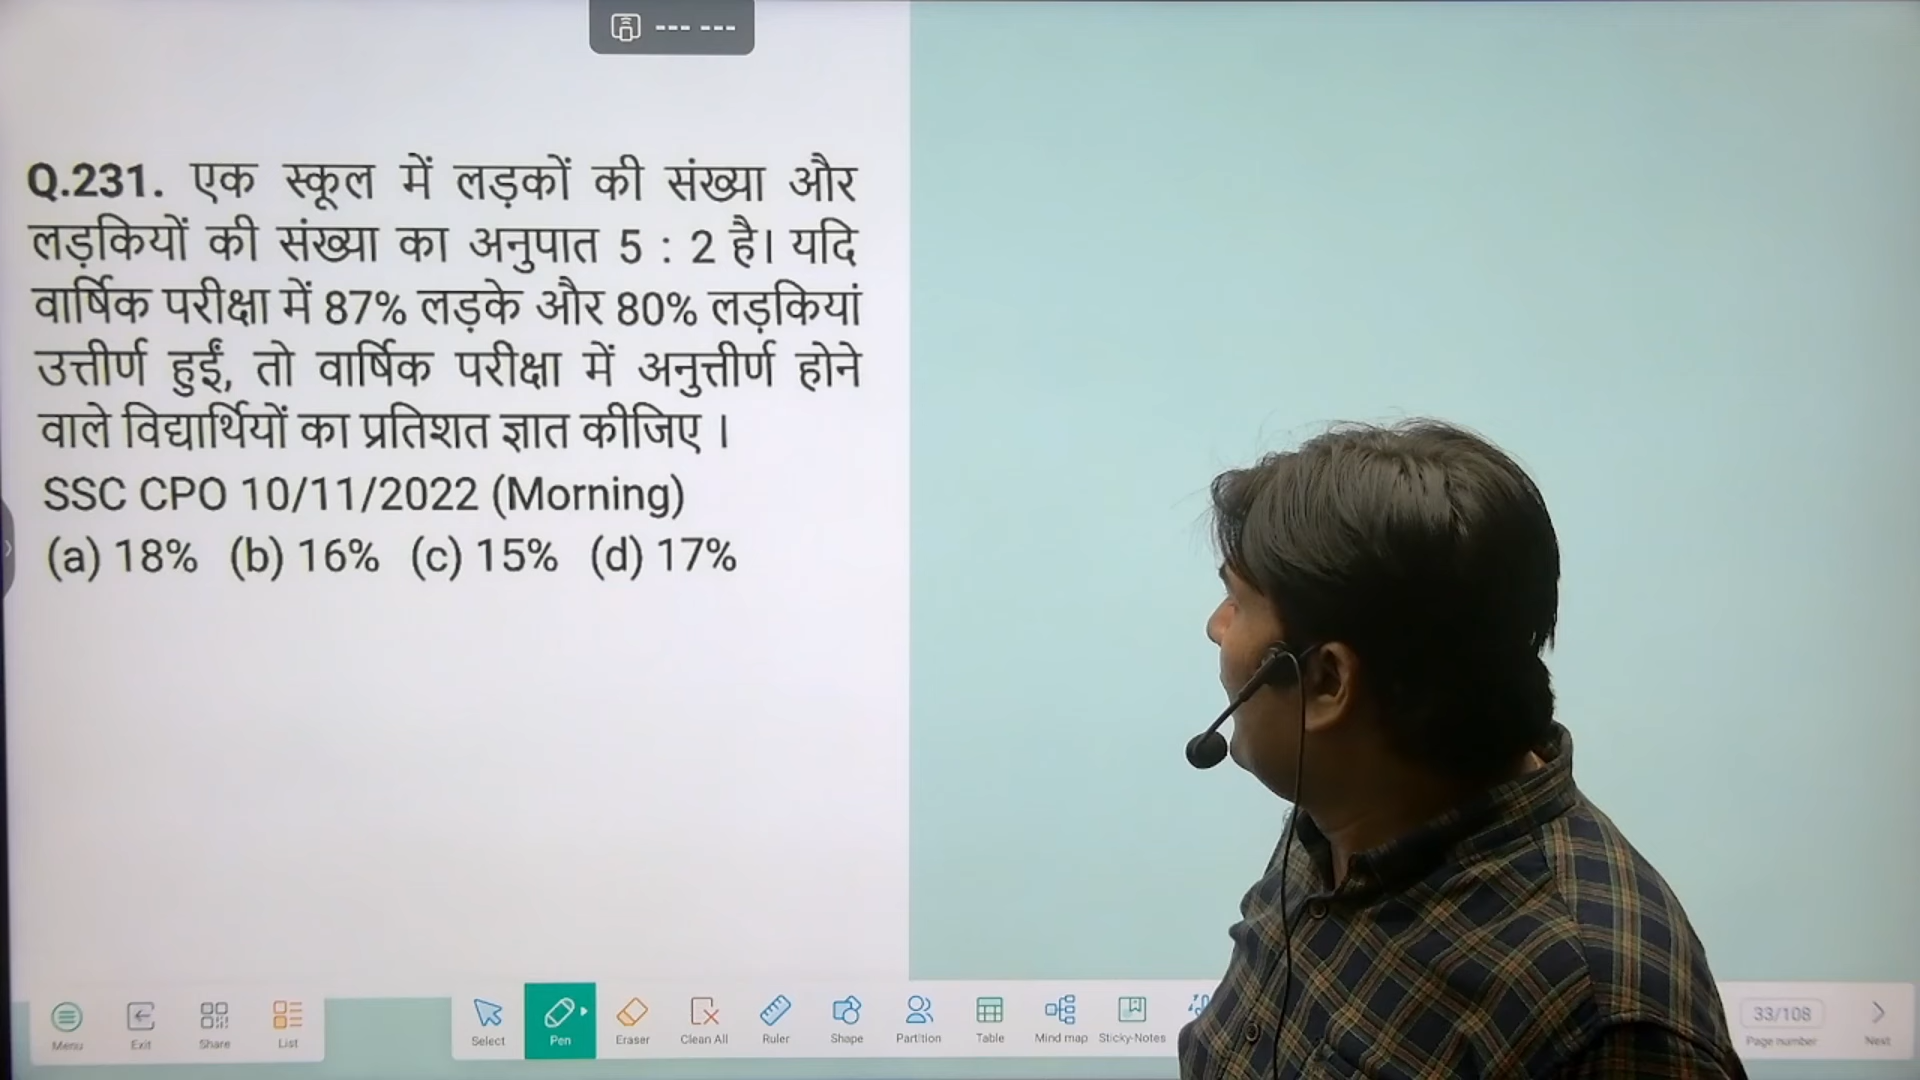 Q.231. एक स्कूल में लड़कों की संख्या और
लड़कियों की संख्या का अनुपात 5 : 2 है। यदि
वार्षिक परीक्षा में 87% लड़के और 80% लड़कियां
उत्तीर्ण हुईं, तो वार्षिक परीक्षा में अनुत्तीर्ण होने
वाले विद्यार्थियों का प्रतिशत ज्ञात कीजिए ।
SSC CPO 10/11/2022 (Morning)
(a) 18% (b) 16% (c) 15% (d) 17%
Menu Exit Share List Select Pen Eraser Clean All Ruler Shape Partition Table Mind map Sticky-Notes
33/108
Page number Next